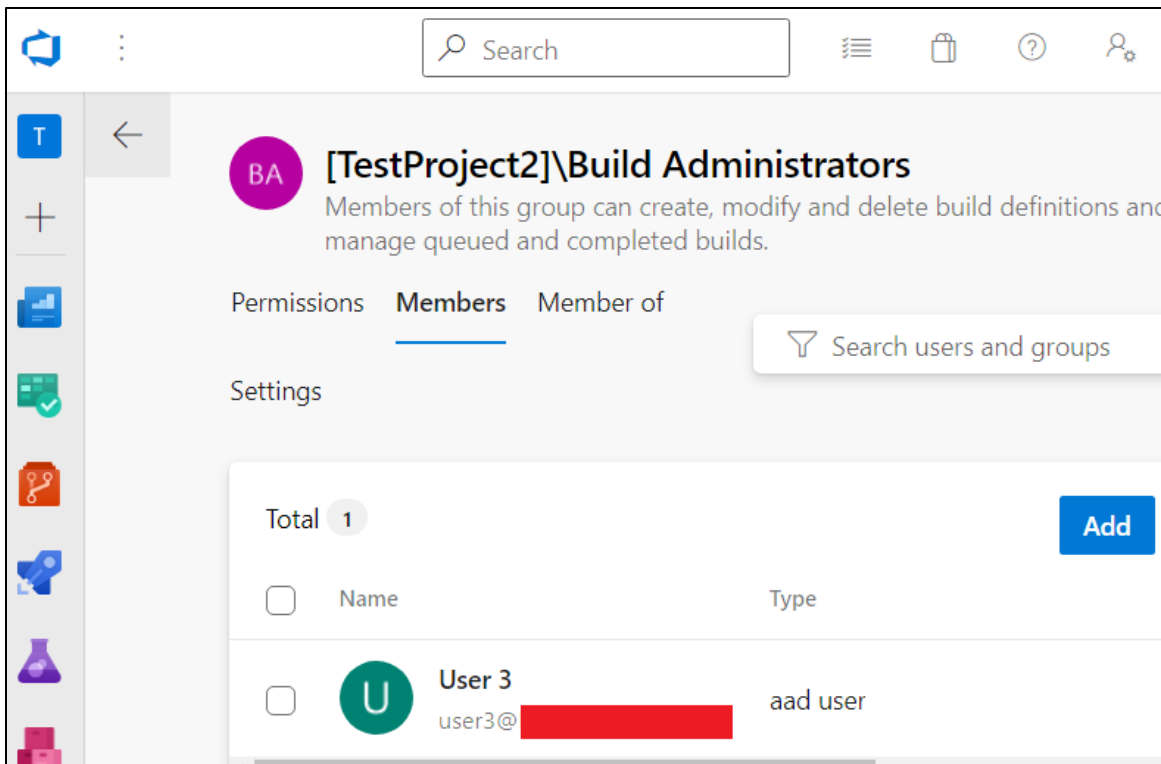 Search
T
BA
[TestProject2]\Build Administrators
Members of this group can create, modify and delete build definitions and
manage queued and completed builds.
Permissions Members Member of
Search users and groups
Settings
Total 1
Add
Name Type
U
User 3
aad user
user3@